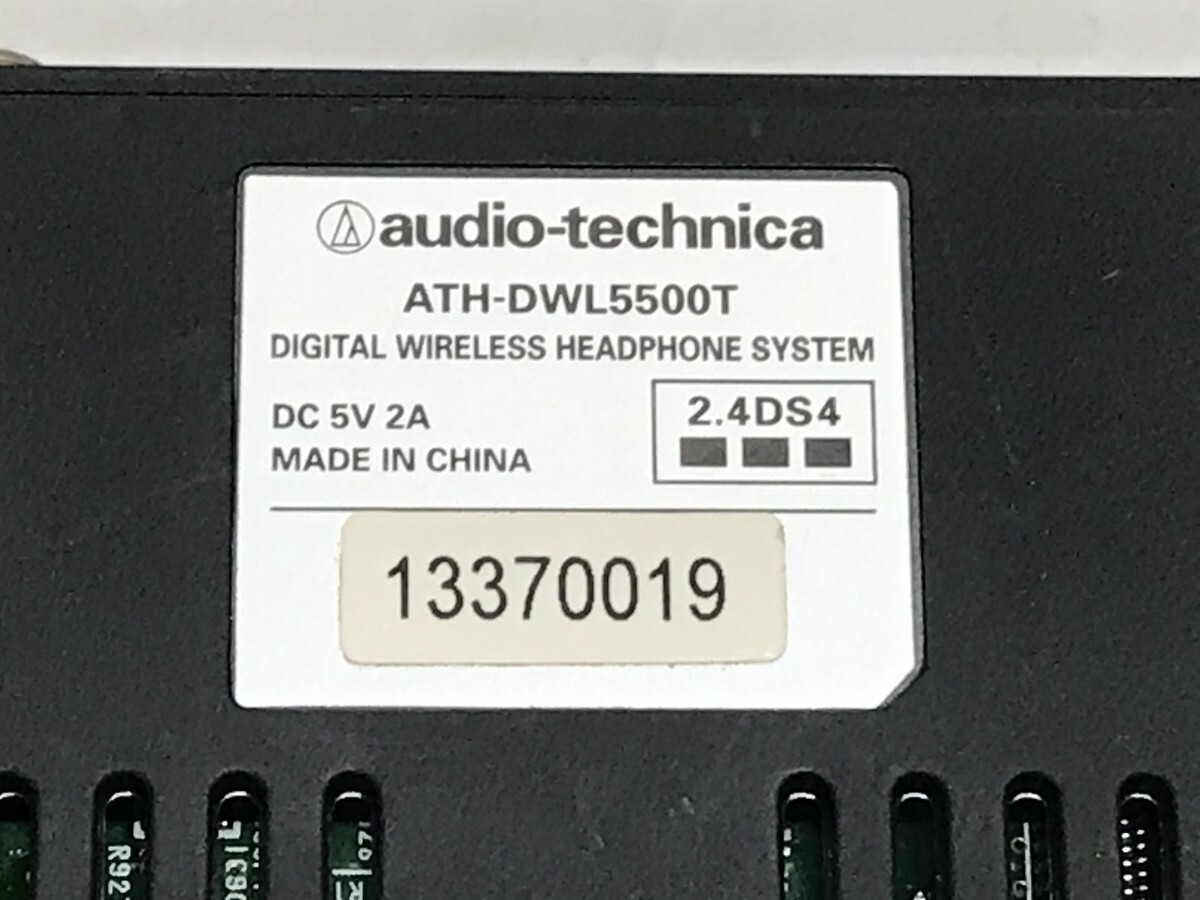 audio-technica
ATH-DWL5500T
DIGITAL WIRELESS HEADPHONE SYSTEM
DC 5V 2A
MADE IN CHINA
2.4DS4
13370019